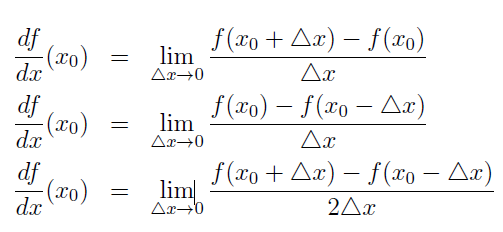 df/dx (x₀) = lim_{△x→0} f(x₀ + △x) − f(x₀) / △x
df/dx (x₀) = lim_{△x→0} f(x₀) − f(x₀ − △x) / △x
df/dx (x₀) = lim_{△x→0} f(x₀ + △x) − f(x₀ − △x) / 2△x